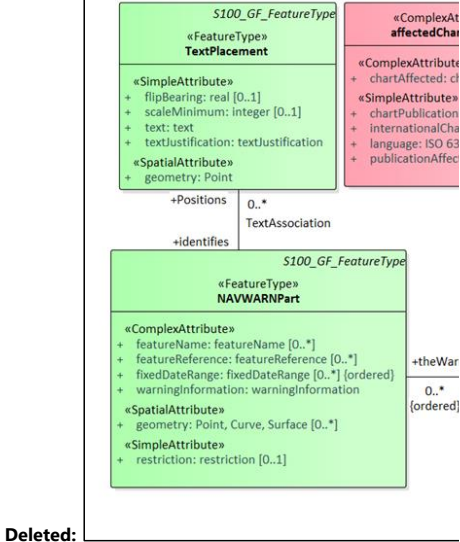 S100_GF_FeatureType
«FeatureType»
TextPlacement
«SimpleAttribute»
+ flipBearing: real [0..1]
+ scaleMinimum: integer [0..1]
+ text: text
+ textJustification: textJustification
«SpatialAttribute»
+ geometry: Point
«ComplexAt
affectedChar
«ComplexAttribute
+ chartAffected: ch
«SimpleAttribute»
+ chartPublication
+ internationalCha
+ language: ISO 63
+ publicationAffect
+Positions
0..*
TextAssociation
+identifies
S100_GF_FeatureType
«FeatureType»
NAVWARNPart
«ComplexAttribute»
+ featureName: featureName [0..*]
+ featureReference: featureReference [0..*]
+ fixedDateRange: fixedDateRange [0..*] {ordered}
+ warningInformation: warningInformation
«SpatialAttribute»
+ geometry: Point, Curve, Surface [0..*]
«SimpleAttribute»
+ restriction: restriction [0..1]
+theWar
0..*
{ordered}
Deleted: